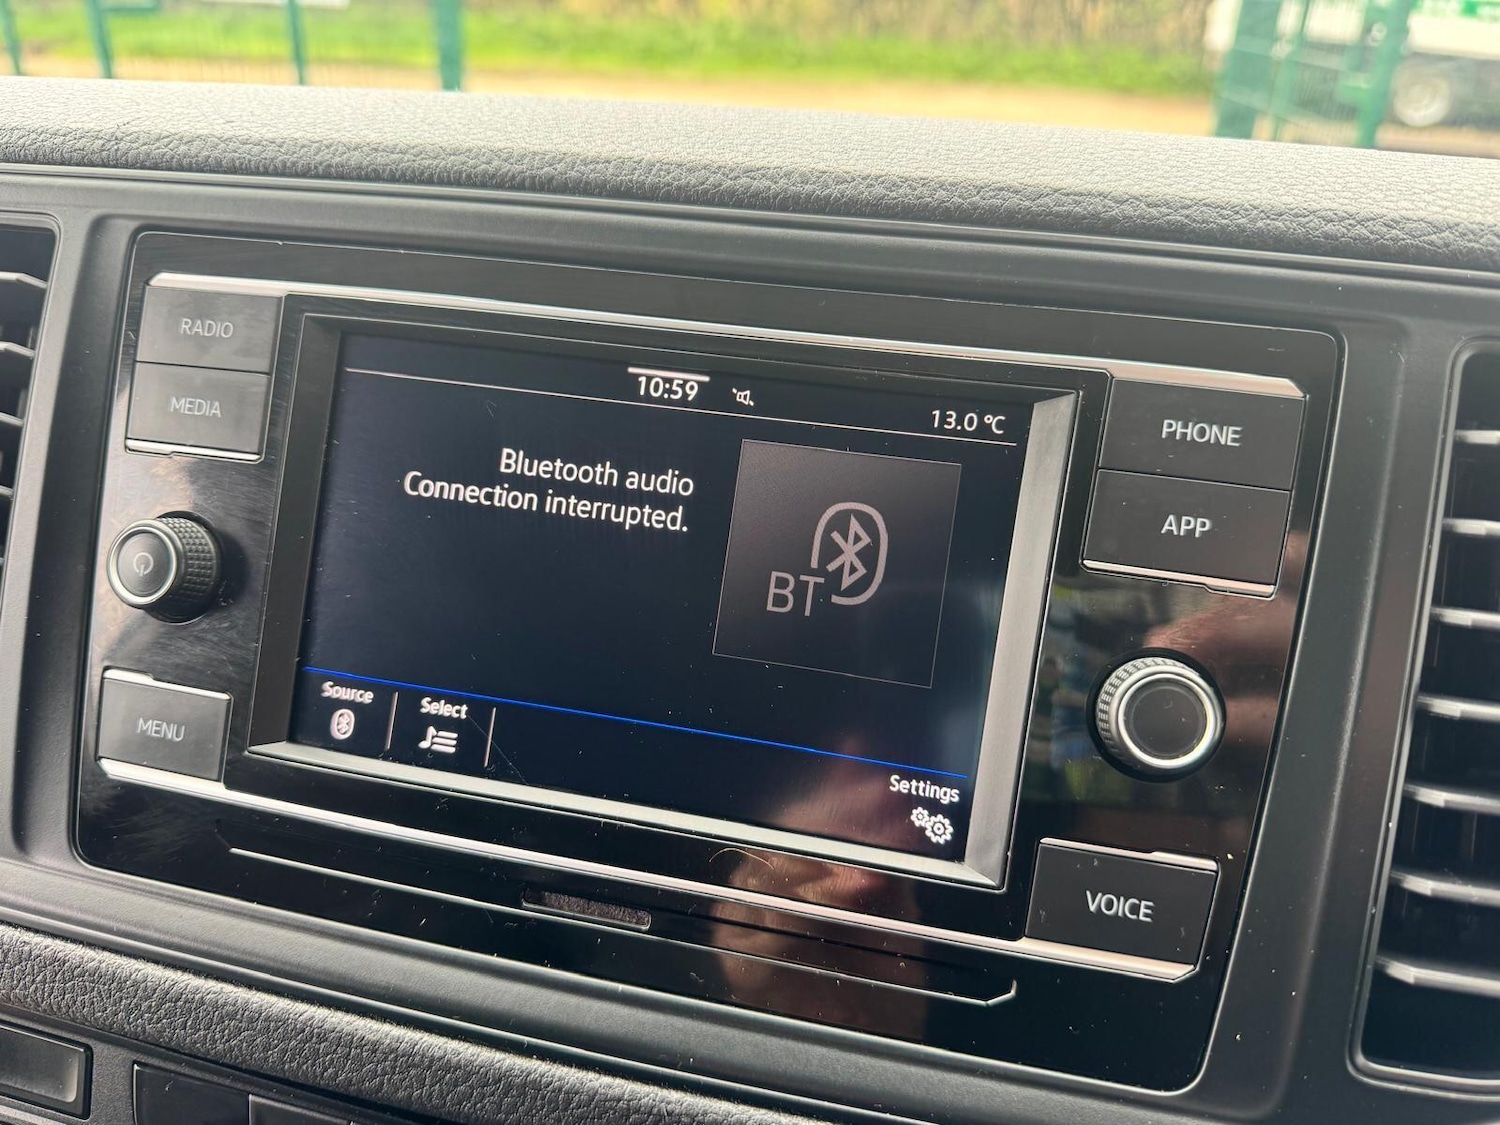 RADIO
MEDIA
MENU
10:59
13.0 °C
Bluetooth audio
Connection interrupted.
BT
Source
Select
Settings
PHONE
APP
VOICE